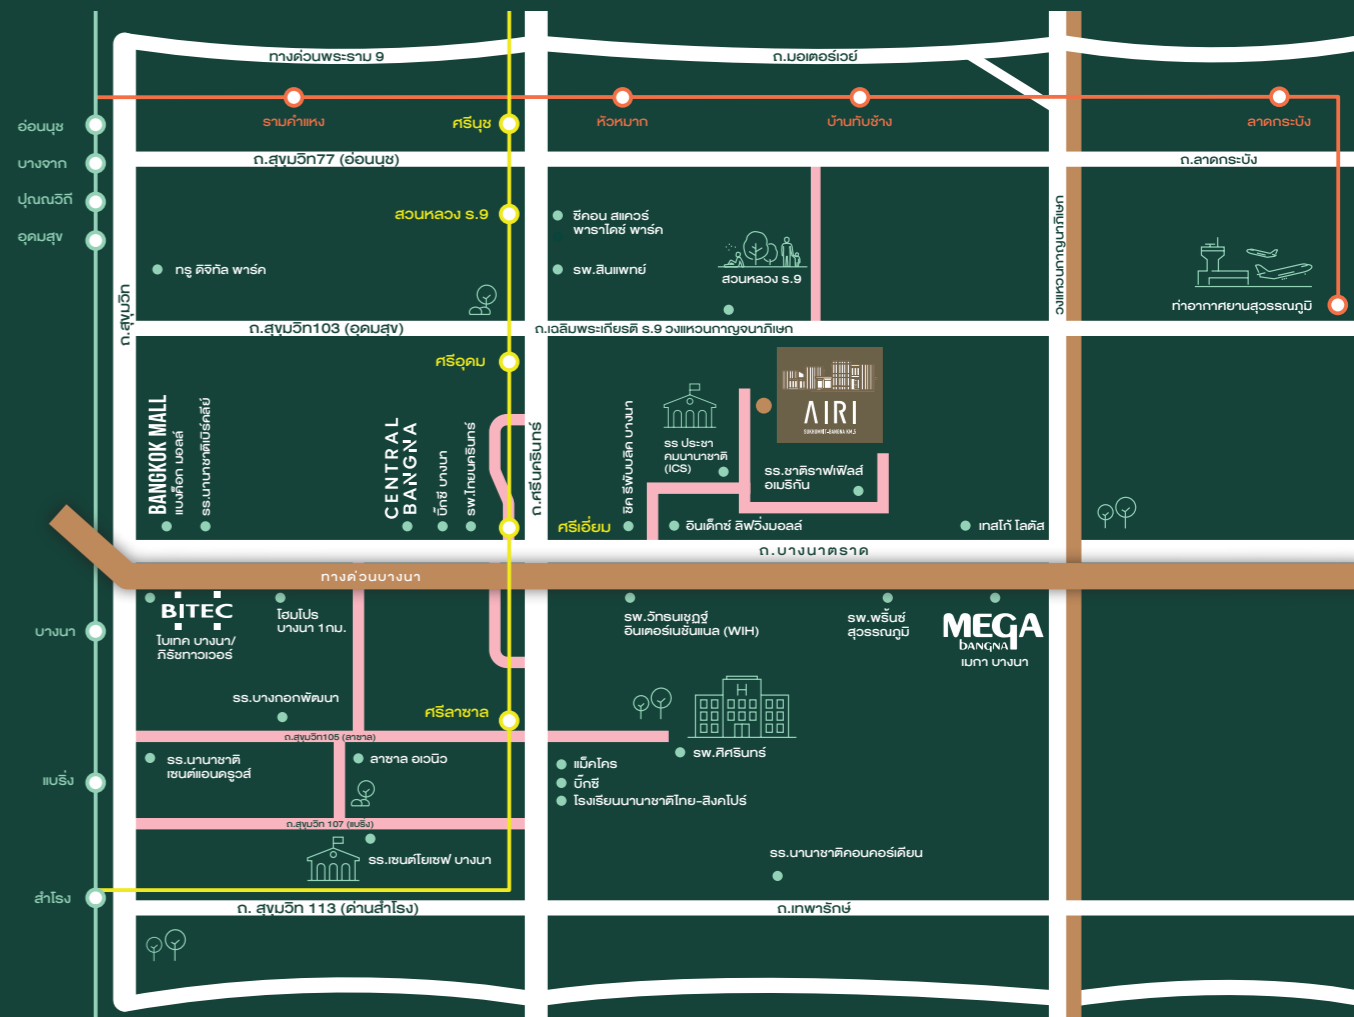 ทางด่วนพระราม 9
ถ.มอเตอร์เวย์
อ่อนนุช
รามคำแหง
ศรีนุช
หัวหมาก
บ้านทับช้าง
ลาดกระบัง
บางจาก
ถ.สุขุมวิท77 (อ่อนนุช)
ถ.ลาดกระบัง
ปุณณวิถี
อุดมสุข
สวนหลวง ร.9
ซีคอน สแควร์
พาราไดซ์ พาร์ค
ทรู ดิจิทัล พาร์ค
รพ.สินแพทย์
สวนหลวง ร.9
วงแหวนกาญนาภิเษก
ท่าอากาศยานสุวรรณภูมิ
ถ.สุขุมวิท
ถ.สุขุมวิท103 (อุดมสุข)
ถ.เฉลิมพระเกียรติ ร.9 วงแหวนกาญจนาภิเษก
ศรีอุดม
AIRI
SUKHUMVIT-BANGNA KM.5
BANGKOK MALL
แบงค็อก มอลล์
รร.นานาชาติเบิร์คลีย์
CENTRAL
BANGNA
บิ๊กซี บางนา
รพ.ไทยนครินทร์
ถ.ศรีนครินทร์
ศรีเอี่ยม
ชิค รีพับบลิค บางนา
รร ประชา
คมนานาชาติ
(ICS)
รร.ชาติราฟเฟิลส์
อเมริกัน
อินเด็กซ์ ลิฟวิ่งมอลล์
เทสโก้ โลตัส
ถ.บางนาตราด
ทางด่วนบางนา
บางนา
BITEC
ไบเทค บางนา/
ภิรัชทาวเวอร์
โฮมโปร
บางนา 1กม.
รพ.วัฒนเชฏฐ์
อินเตอร์เนชั่นแนล (WIH)
รพ.พริ้นซ์
สุวรรณภูมิ
MEGA
bANGNA
เมกา บางนา
รร.บางกอกพัฒนา
ศรีลาซาล
H
ถ.สุขุมวิท105 (ลาซาล)
รร.นานาชาติ
เซนต์แอนดรูวส์
ลาซาล อเวนิว
รพ.ศิครินทร์
แม็คโคร
บิ๊กซี
โรงเรียนนานาชาติไทย-สิงคโปร์
แบริ่ง
ถ.สุขุมวิท 107 (แบริ่ง)
รร.เซนต์โยเซฟ บางนา
รร.นานาชาติคอนคอร์เดียน
สำโรง
ถ. สุขุมวิท 113 (ด่านสำโรง)
ถ.เทพารักษ์